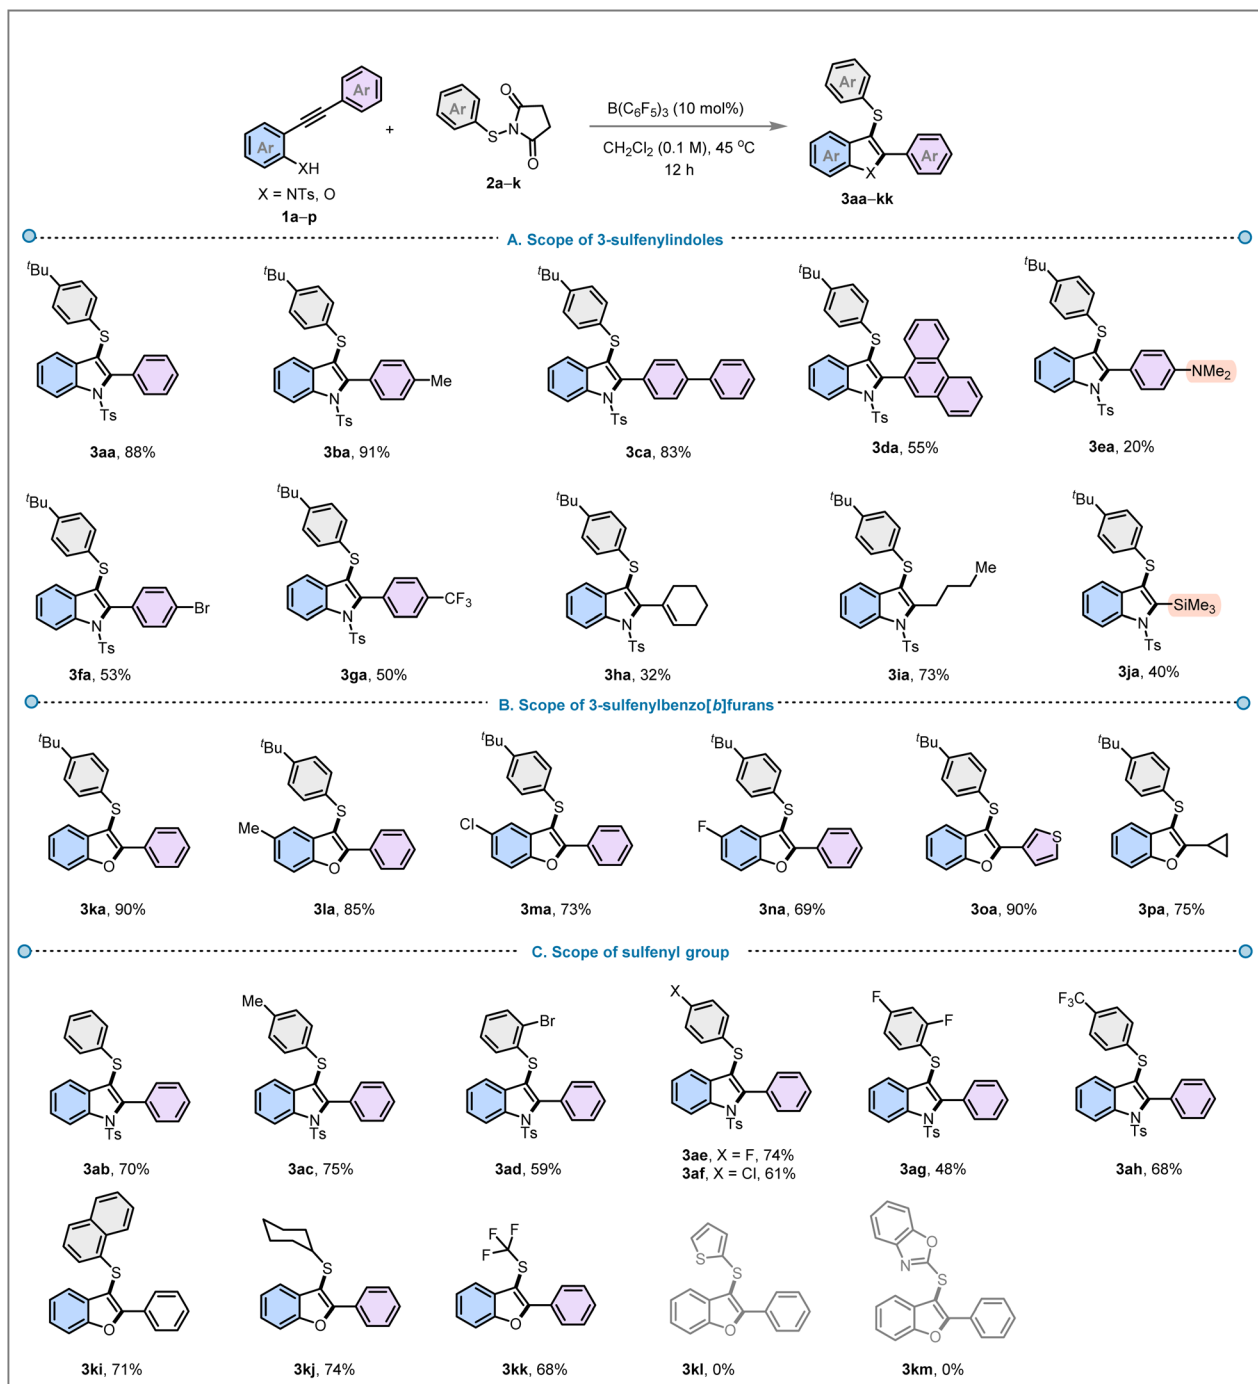 Ar
Ar
XH
X = NTs, O
1a–p
+
Ar
S
N
O
O
2a–k
B(C6F5)3 (10 mol%)
CH2Cl2 (0.1 M), 45 °C
12 h
Ar
S
Ar
Ar
X
3aa–kk
A. Scope of 3-sulfenylindoles
tBu
S
N
Ts
3aa, 88%
tBu
S
Me
N
Ts
3ba, 91%
tBu
S
N
Ts
3ca, 83%
tBu
S
N
Ts
3da, 55%
tBu
S
NMe2
N
Ts
3ea, 20%
tBu
S
Br
N
Ts
3fa, 53%
tBu
S
CF3
N
Ts
3ga, 50%
tBu
S
N
Ts
3ha, 32%
tBu
S
Me
N
Ts
3ia, 73%
tBu
S
SiMe3
N
Ts
3ja, 40%
B. Scope of 3-sulfenylbenzo[b]furans
tBu
S
O
3ka, 90%
tBu
S
Me
O
3la, 85%
tBu
S
Cl
O
3ma, 73%
tBu
S
F
O
3na, 69%
tBu
S
S
O
3oa, 90%
tBu
S
O
3pa, 75%
C. Scope of sulfenyl group
S
N
Ts
3ab, 70%
Me
S
N
Ts
3ac, 75%
Br
S
N
Ts
3ad, 59%
X
S
N
Ts
3ae, X = F, 74%
3af, X = Cl, 61%
F
F
S
N
Ts
3ag, 48%
F3C
S
N
Ts
3ah, 68%
S
O
3ki, 71%
S
O
3kj, 74%
F
F
F
S
O
3kk, 68%
S
S
O
3kl, 0%
O
N
S
O
3km, 0%